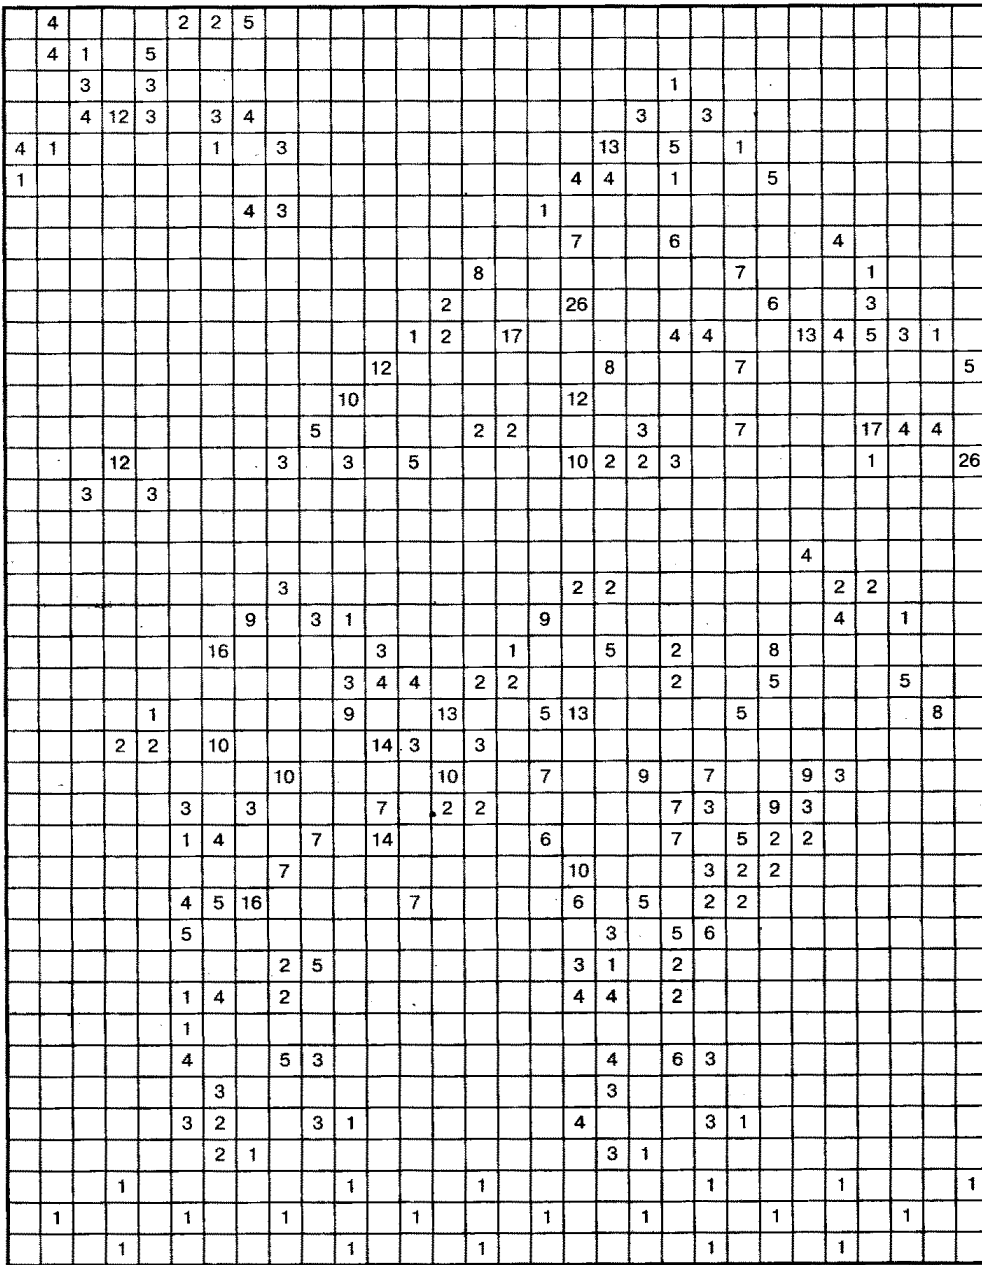 4 2 2 5
4 1 5
3 3 1
4 12 3 3 4 3 3
4 1 1 3 13 5 1
1 4 4 1 5
4 3 1
7 6 4
8 7 1
2 26 6 3
1 2 17 4 4 13 4 5 3 1
12 8 7 5
10 12
5 2 2 3 7 17 4 4
12 3 3 5 10 2 2 3 1 26
3 3
4
3 2 2 2 2
9 3 1 9 4 1
16 3 1 5 2 8
3 4 4 2 2 2 5 5
1 9 13 5 13 5 8
2 2 10 14 3 3
10 10 7 9 7 9 3
3 3 7 2 2 7 3 9 3
1 4 7 14 6 7 5 2 2
7 10 3 2 2
4 5 16 7 6 5 2 2
5 3 5 6
2 5 3 1 2
1 4 2 4 4 2
1
4 5 3 4 6 3
3 3
3 2 3 1 4 3 1
2 1 3 1
1 1 1 1 1 1
1 1 1 1 1 1 1 1
1 1 1 1 1